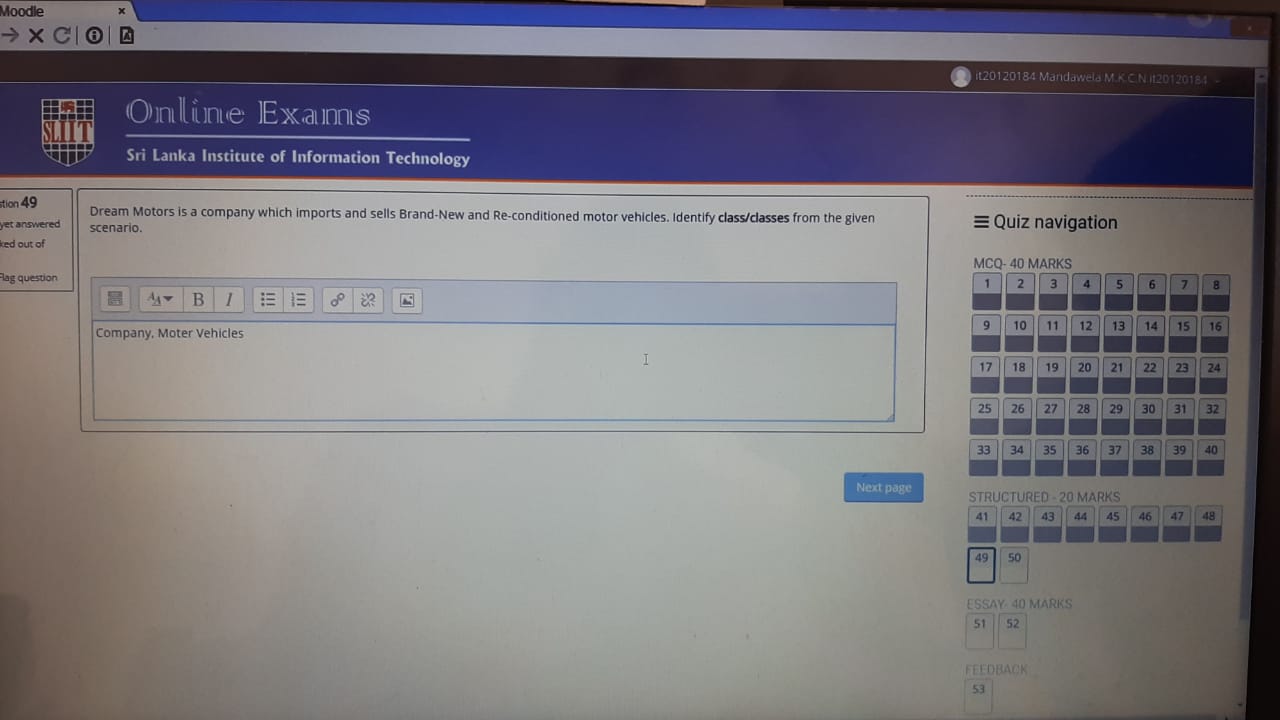 Moodle
it20120184 Mandawela M.K.C.N it20120184
SLIIT
Online Exams
Sri Lanka Institute of Information Technology
stion 49
yet answered
ked out of
Flag question
Dream Motors is a company which imports and sells Brand-New and Re-conditioned motor vehicles. Identify class/classes from the given
scenario.
B I
Company, Moter Vehicles
Next page
Quiz navigation
MCQ- 40 MARKS
1 2 3 4 5 6 7 8
9 10 11 12 13 14 15 16
17 18 19 20 21 22 23 24
25 26 27 28 29 30 31 32
33 34 35 36 37 38 39 40
STRUCTURED - 20 MARKS
41 42 43 44 45 46 47 48
49 50
ESSAY- 40 MARKS
51 52
FEEDBACK
53